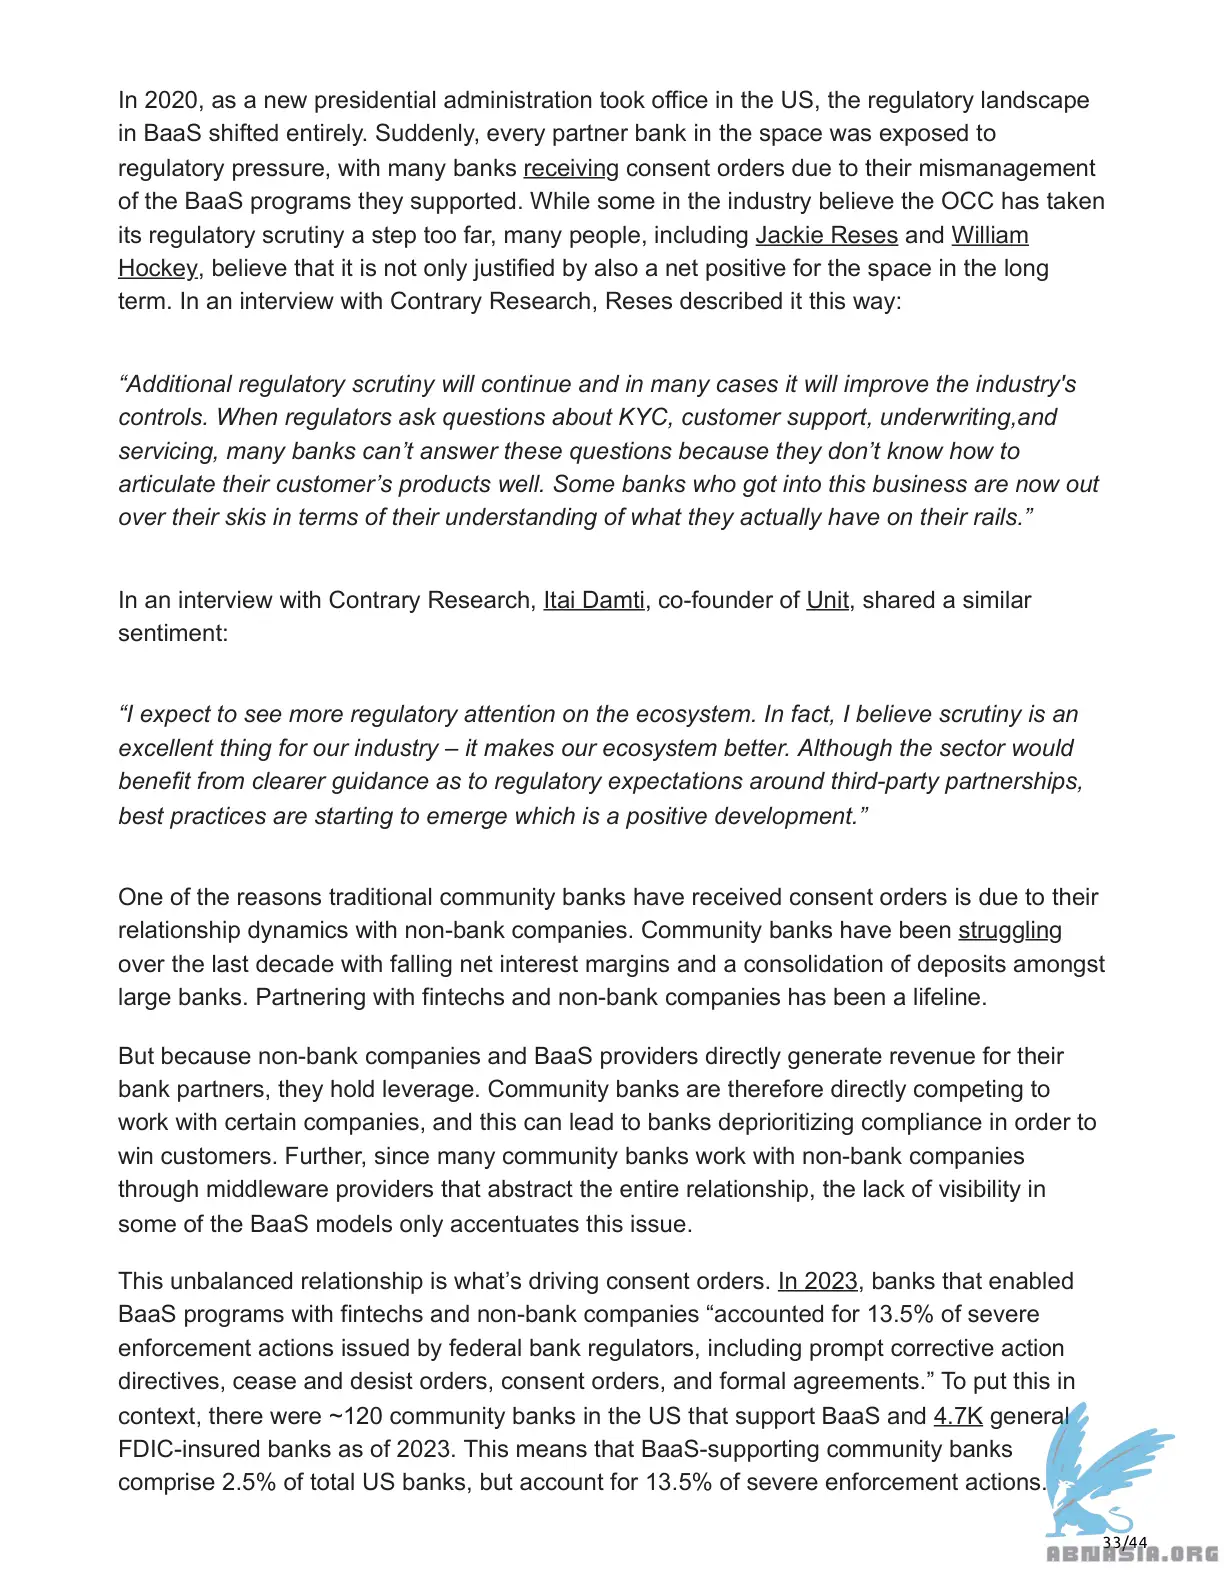 In 2020, as a new presidential administration took office in the US, the regulatory landscape
in BaaS shifted entirely. Suddenly, every partner bank in the space was exposed to
regulatory pressure, with many banks receiving consent orders due to their mismanagement
of the BaaS programs they supported. While some in the industry believe the OCC has taken
its regulatory scrutiny a step too far, many people, including Jackie Reses and William
Hockey, believe that it is not only justified by also a net positive for the space in the long
term. In an interview with Contrary Research, Reses described it this way:
“Additional regulatory scrutiny will continue and in many cases it will improve the industry's
controls. When regulators ask questions about KYC, customer support, underwriting,and
servicing, many banks can’t answer these questions because they don’t know how to
articulate their customer’s products well. Some banks who got into this business are now out
over their skis in terms of their understanding of what they actually have on their rails.”
In an interview with Contrary Research, Itai Damti, co-founder of Unit, shared a similar
sentiment:
“I expect to see more regulatory attention on the ecosystem. In fact, I believe scrutiny is an
excellent thing for our industry – it makes our ecosystem better. Although the sector would
benefit from clearer guidance as to regulatory expectations around third-party partnerships,
best practices are starting to emerge which is a positive development.”
One of the reasons traditional community banks have received consent orders is due to their
relationship dynamics with non-bank companies. Community banks have been struggling
over the last decade with falling net interest margins and a consolidation of deposits amongst
large banks. Partnering with fintechs and non-bank companies has been a lifeline.
But because non-bank companies and BaaS providers directly generate revenue for their
bank partners, they hold leverage. Community banks are therefore directly competing to
work with certain companies, and this can lead to banks deprioritizing compliance in order to
win customers. Further, since many community banks work with non-bank companies
through middleware providers that abstract the entire relationship, the lack of visibility in
some of the BaaS models only accentuates this issue.
This unbalanced relationship is what’s driving consent orders. In 2023, banks that enabled
BaaS programs with fintechs and non-bank companies “accounted for 13.5% of severe
enforcement actions issued by federal bank regulators, including prompt corrective action
directives, cease and desist orders, consent orders, and formal agreements.” To put this in
context, there were ~120 community banks in the US that support BaaS and 4.7K general
FDIC-insured banks as of 2023. This means that BaaS-supporting community banks
comprise 2.5% of total US banks, but account for 13.5% of severe enforcement actions.
33/44
ABNASIA.ORG